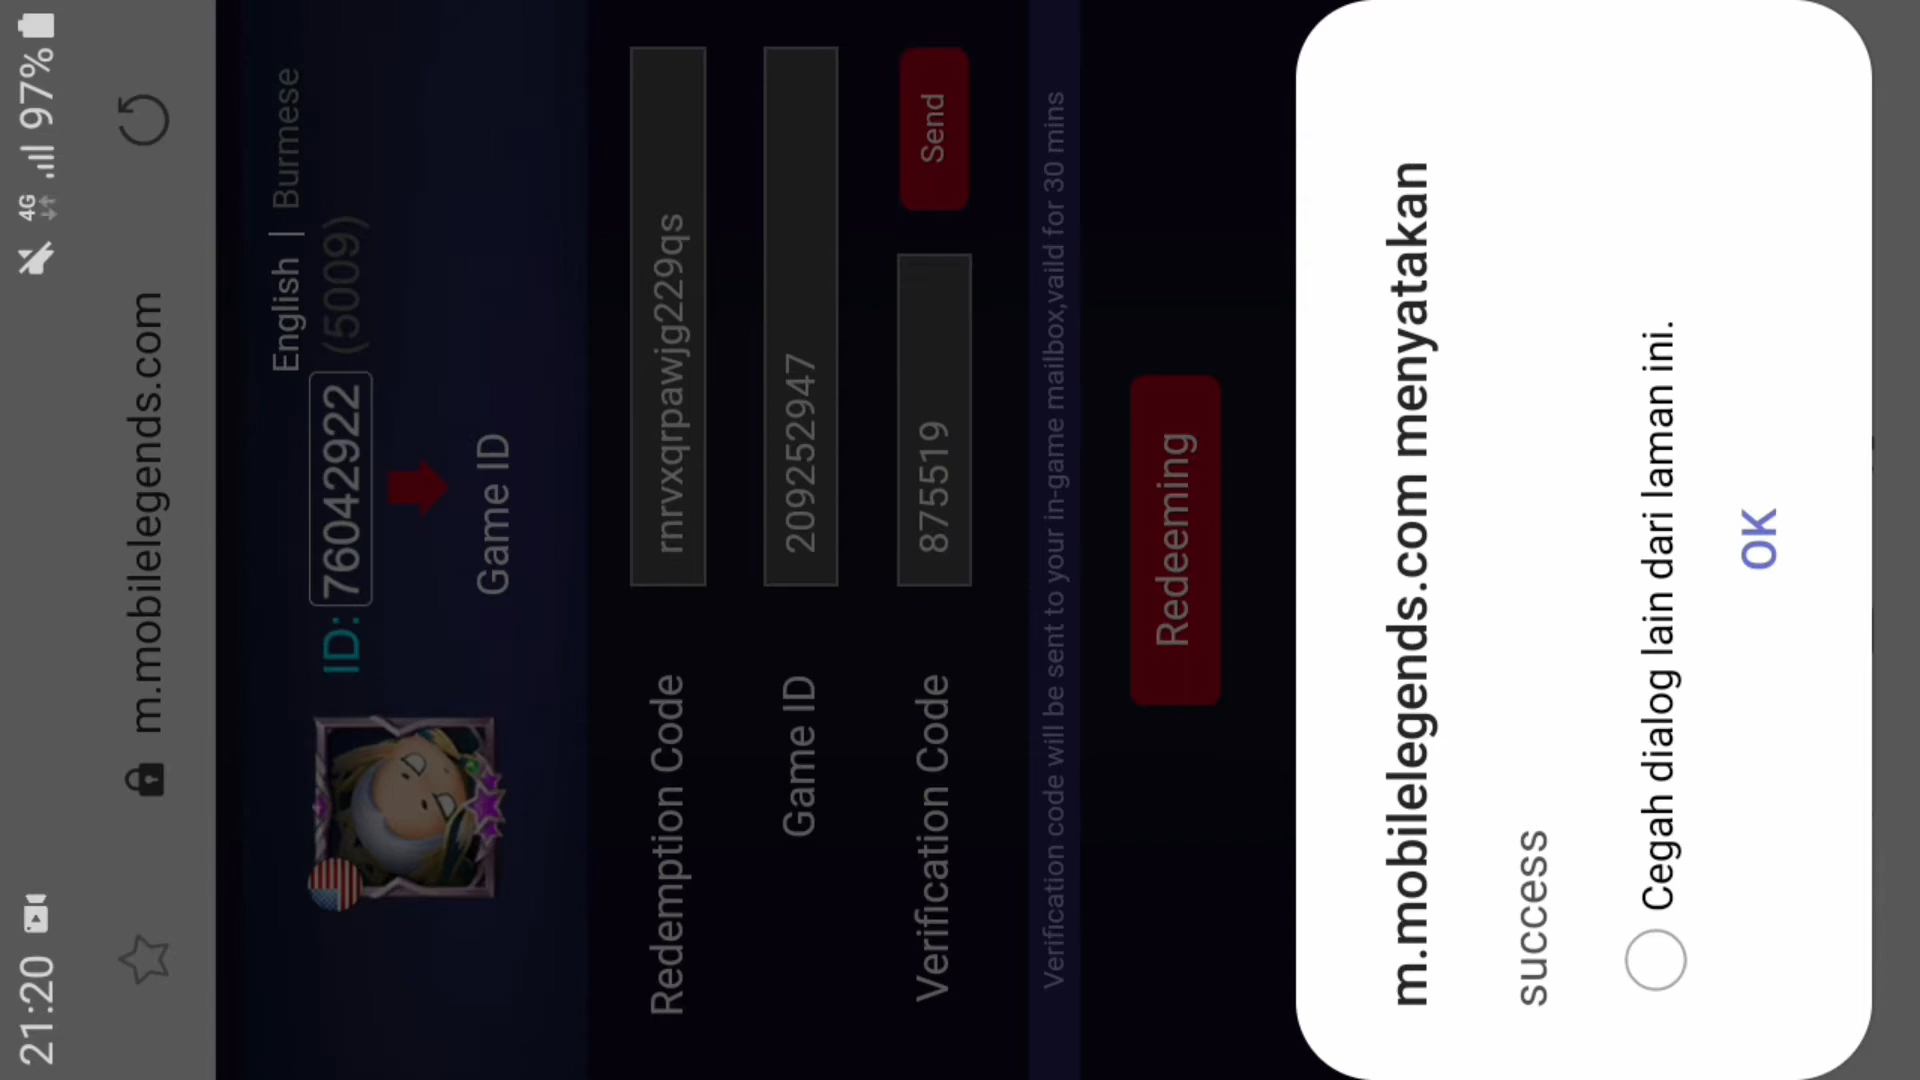 21:20 4G 97%
m.mobilelegends.com
English | Burmese
ID: 76042922 (5009)
Game ID
Redemption Code rnrvxqrpawjg229qs
Game ID 209252947
Verification Code 875519 Send
Verification code will be sent to your in-game mailbox,vaild for 30 mins
Redeeming
m.mobilelegends.com menyatakan
success
Cegah dialog lain dari laman ini.
OK